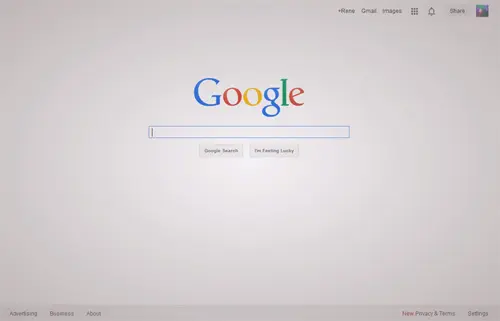 +Rene Gmail Images Share
Google
Google Search I'm Feeling Lucky
Advertising Business About New Privacy & Terms Settings